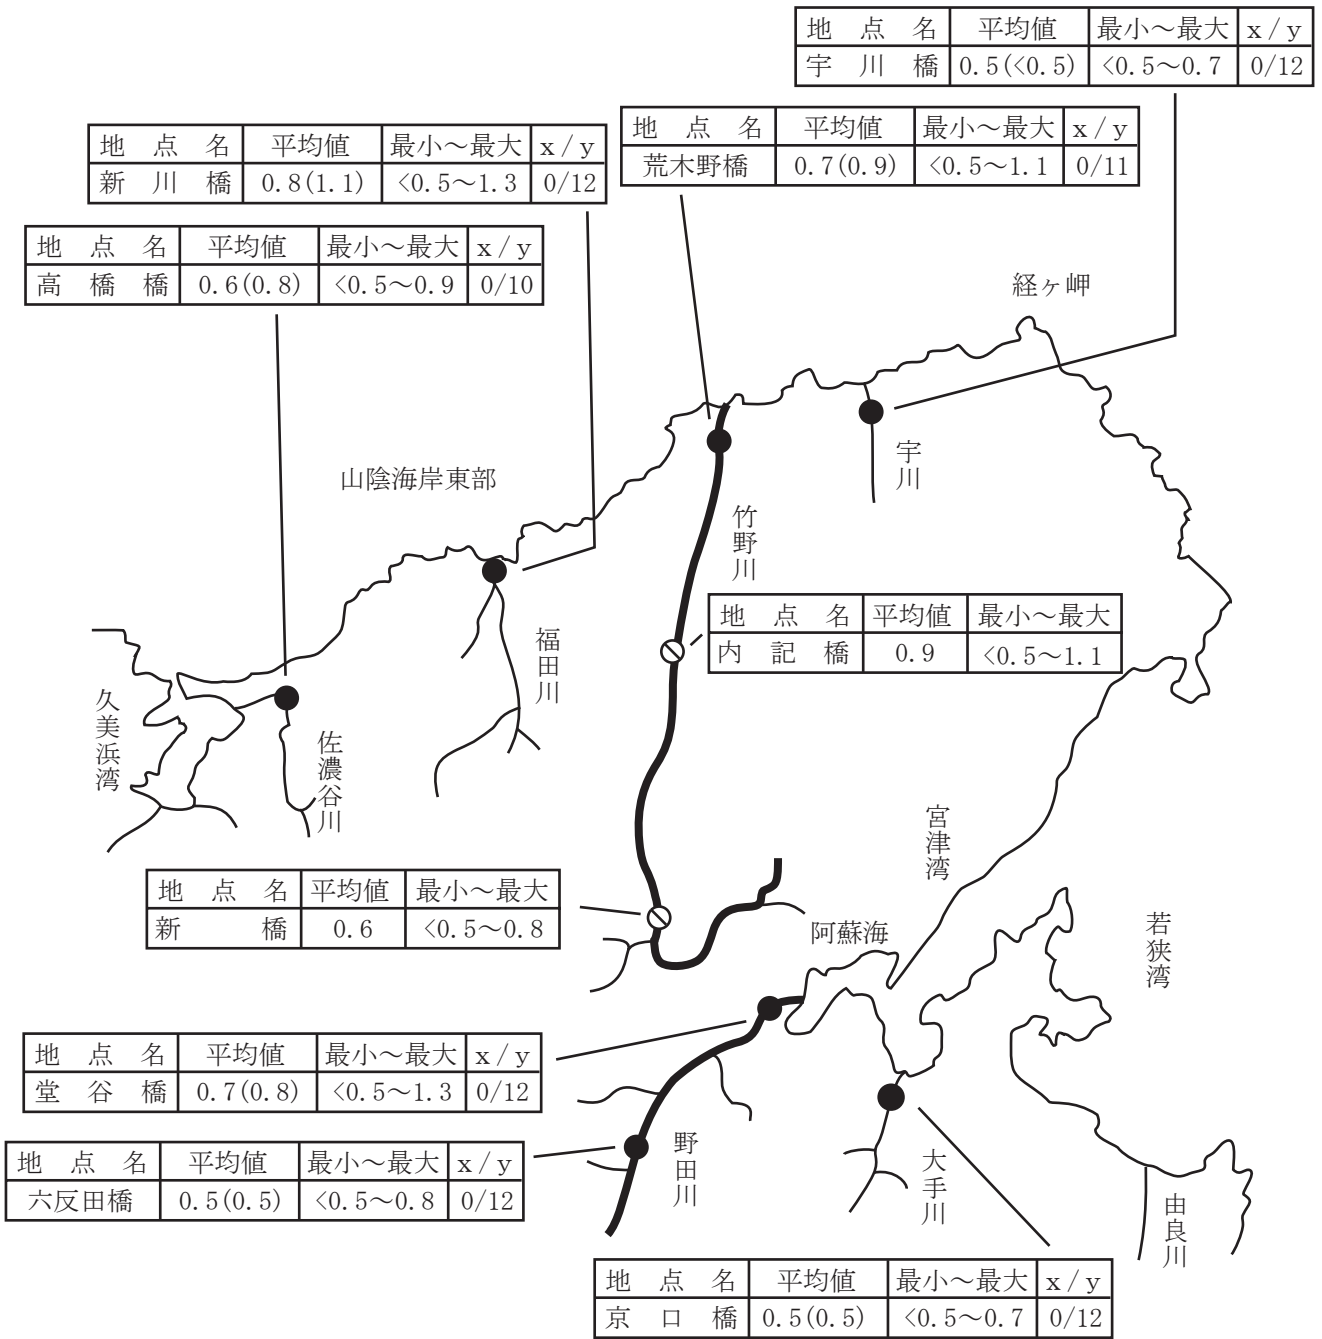 地点名 平均値 最小～最大 x/y
宇川橋 0.5(<0.5) <0.5～0.7 0/12
地点名 平均値 最小～最大 x/y
荒木野橋 0.7(0.9) <0.5～1.1 0/11
地点名 平均値 最小～最大 x/y
新川橋 0.8(1.1) <0.5～1.3 0/12
地点名 平均値 最小～最大 x/y
高橋橋 0.6(0.8) <0.5～0.9 0/10
経ヶ岬
山陰海岸東部
宇川
竹野川
地点名 平均値 最小～最大
内記橋 0.9 <0.5～1.1
福田川
久美浜湾
佐濃谷川
宮津湾
地点名 平均値 最小～最大
新橋 0.6 <0.5～0.8
阿蘇海
若狭湾
地点名 平均値 最小～最大 x/y
堂谷橋 0.7(0.8) <0.5～1.3 0/12
地点名 平均値 最小～最大 x/y
六反田橋 0.5(0.5) <0.5～0.8 0/12
野田川
大手川
由良川
地点名 平均値 最小～最大 x/y
京口橋 0.5(0.5) <0.5～0.7 0/12